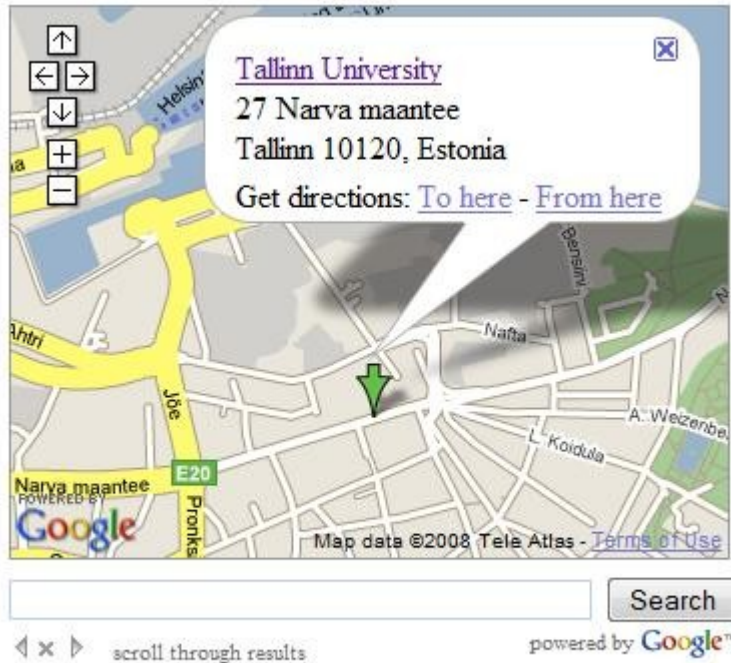 Helsin
Tallinn University
27 Narva maantee
Tallinn 10120, Estonia
Get directions: To here - From here
Bensiini
Nafta
Ahtri
Jõe
A. Weizenbe
L. Koidula
E20
Narva maantee
Pronks
POWERED BY
Google
Map data ©2008 Tele Atlas - Terms of Use
Search
scroll through results
powered by Google™